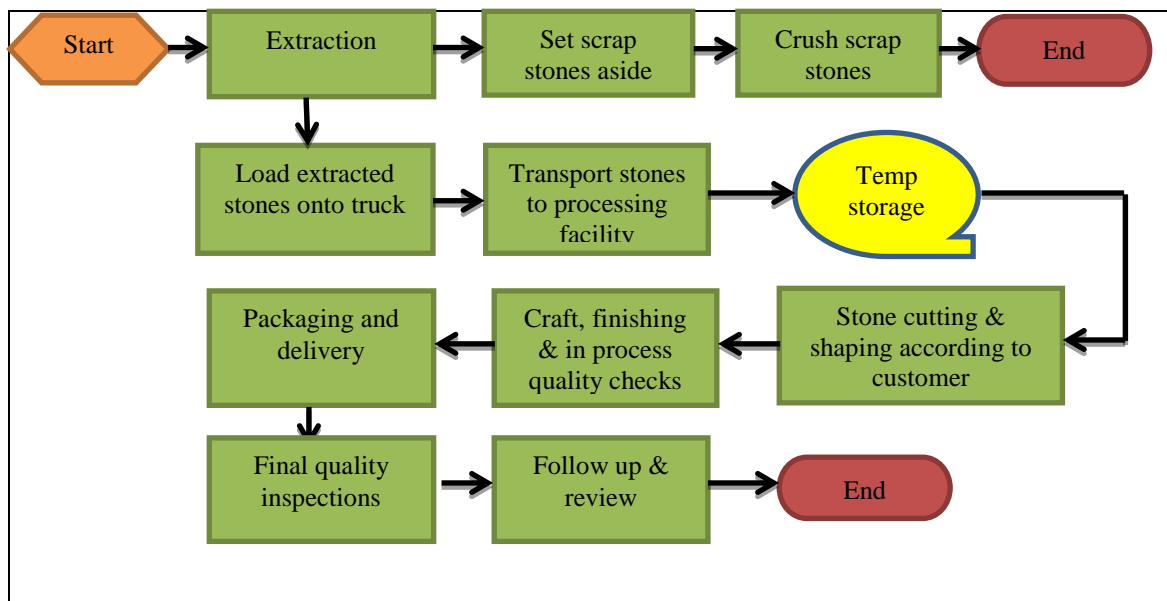 Start
Extraction
Set scrap
stones aside
Crush scrap
stones
End
Load extracted
stones onto truck
Transport stones
to processing
facility
Temp
storage
Packaging and
delivery
Craft, finishing
& in process
quality checks
Stone cutting &
shaping according to
customer
Final quality
inspections
Follow up &
review
End